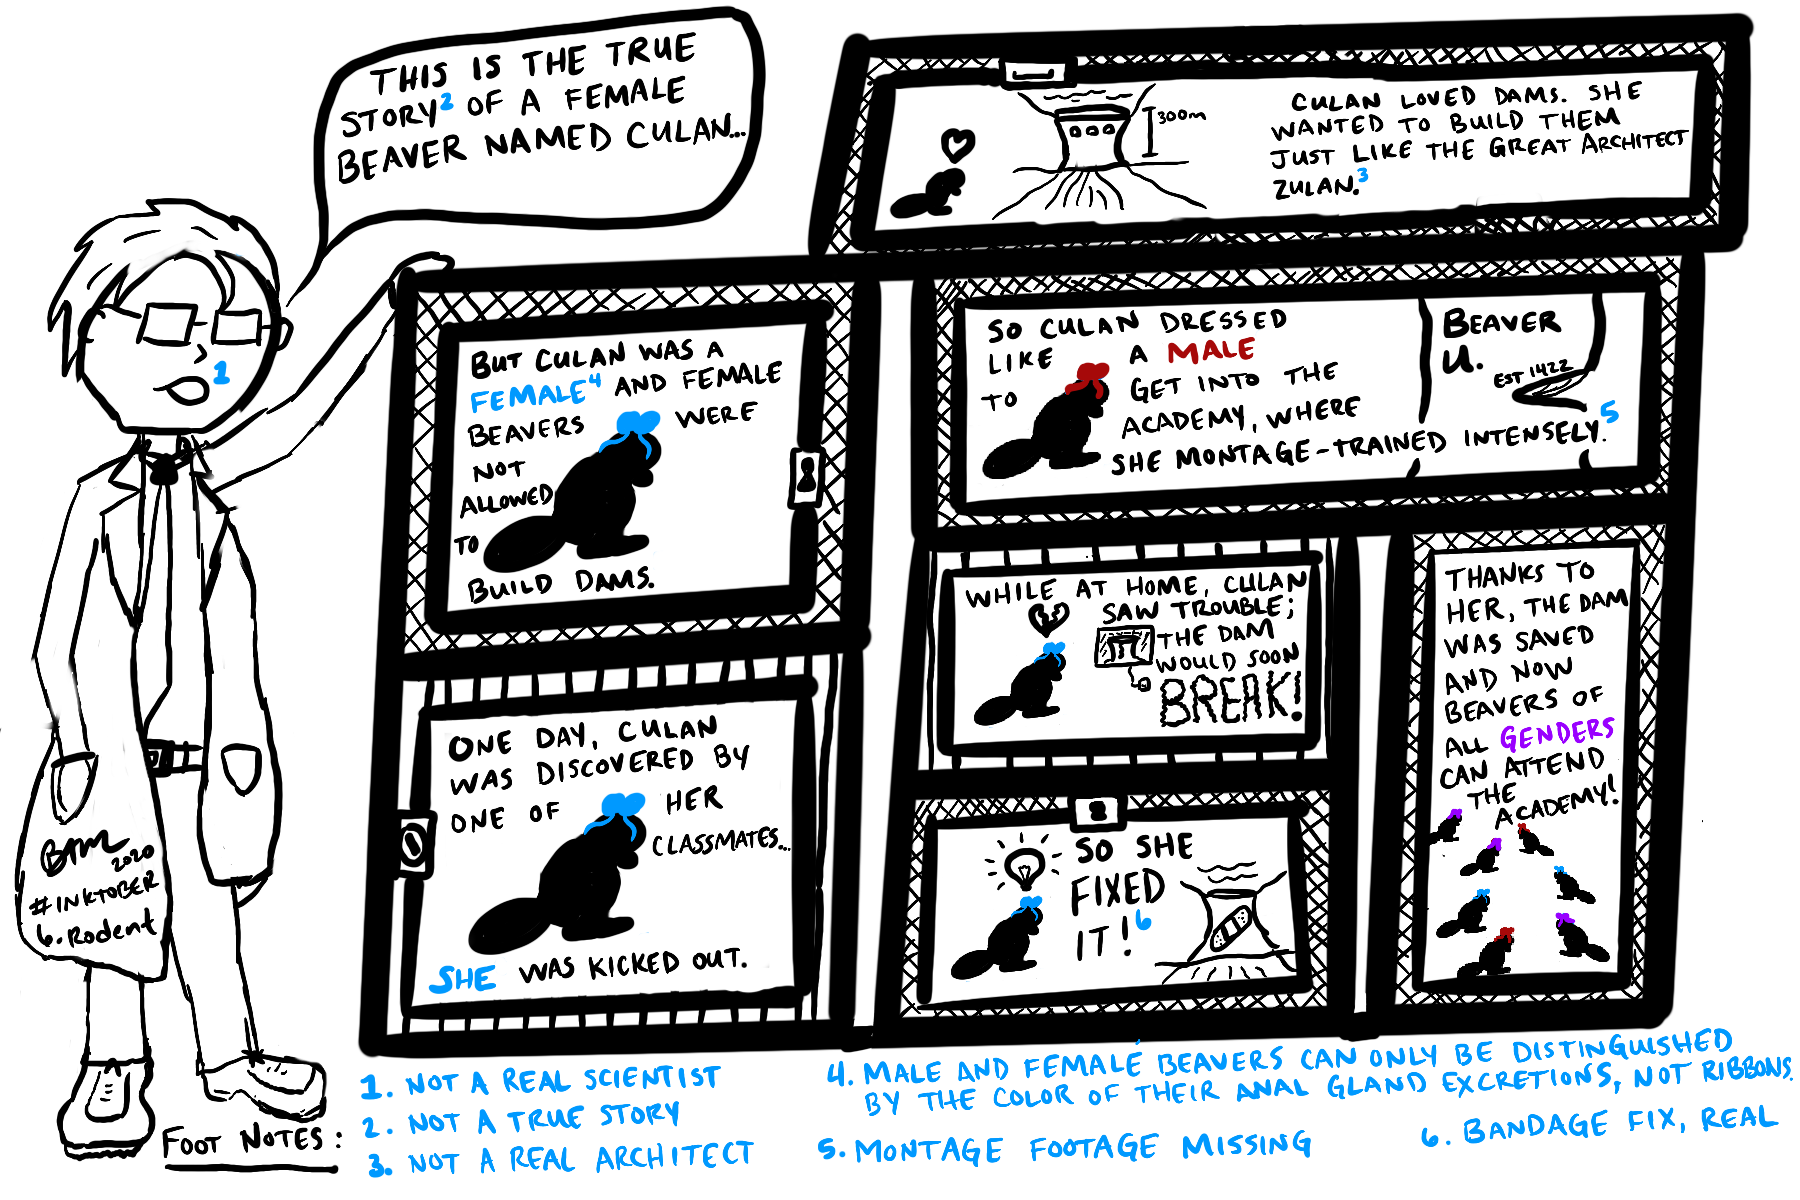 THIS IS THE TRUE
STORY2 OF A FEMALE
BEAVER NAMED CULAN...
1
300m
CULAN LOVED DAMS. SHE
WANTED TO BUILD THEM
JUST LIKE THE GREAT ARCHITECT
ZULAN.3
BUT CULAN WAS A
FEMALE4 AND FEMALE
BEAVERS WERE
NOT
ALLOWED
TO
BUILD DAMS.
SO CULAN DRESSED
LIKE A MALE
TO GET INTO THE
ACADEMY, WHERE
SHE MONTAGE-TRAINED INTENSELY.5
BEAVER
U.
EST 1422
ONE DAY, CULAN
WAS DISCOVERED BY
ONE OF HER
CLASSMATES...
SHE WAS KICKED OUT.
WHILE AT HOME, CULAN
SAW TROUBLE;
THE DAM
WOULD SOON
BREAK!
SO SHE
FIXED
IT!6
THANKS TO
HER, THE DAM
WAS SAVED
AND NOW
BEAVERS OF
ALL GENDERS
CAN ATTEND
THE
ACADEMY!
BAM
2020
#INKTOBER
6. Rodent
FOOT NOTES:
1. NOT A REAL SCIENTIST
2. NOT A TRUE STORY
3. NOT A REAL ARCHITECT
4. MALE AND FEMALE BEAVERS CAN ONLY BE DISTINGUISHED
BY THE COLOR OF THEIR ANAL GLAND EXCRETIONS, NOT RIBBONS.
5. MONTAGE FOOTAGE MISSING
6. BANDAGE FIX, REAL